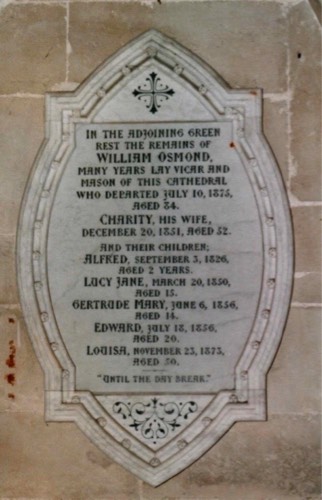 IN THE ADJOINING GREEN
REST THE REMAINS OF
WILLIAM OSMOND,
MANY YEARS LAY VICAR AND
MASON OF THIS CATHEDRAL
WHO DEPARTED JULY 10, 1875,
AGED 84.
CHARITY, HIS WIFE,
DECEMBER 20, 1851, AGED 52.
AND THEIR CHILDREN;
ALFRED, SEPTEMBER 3, 1826,
AGED 2 YEARS.
LUCY JANE, MARCH 20, 1850,
AGED 15.
GERTRUDE MARY, JUNE 6, 1856,
AGED 14.
EDWARD, JULY 18, 1856,
AGED 20.
LOUISA, NOVEMBER 23, 1873,
AGED 50.
"UNTIL THE DAY BREAK."